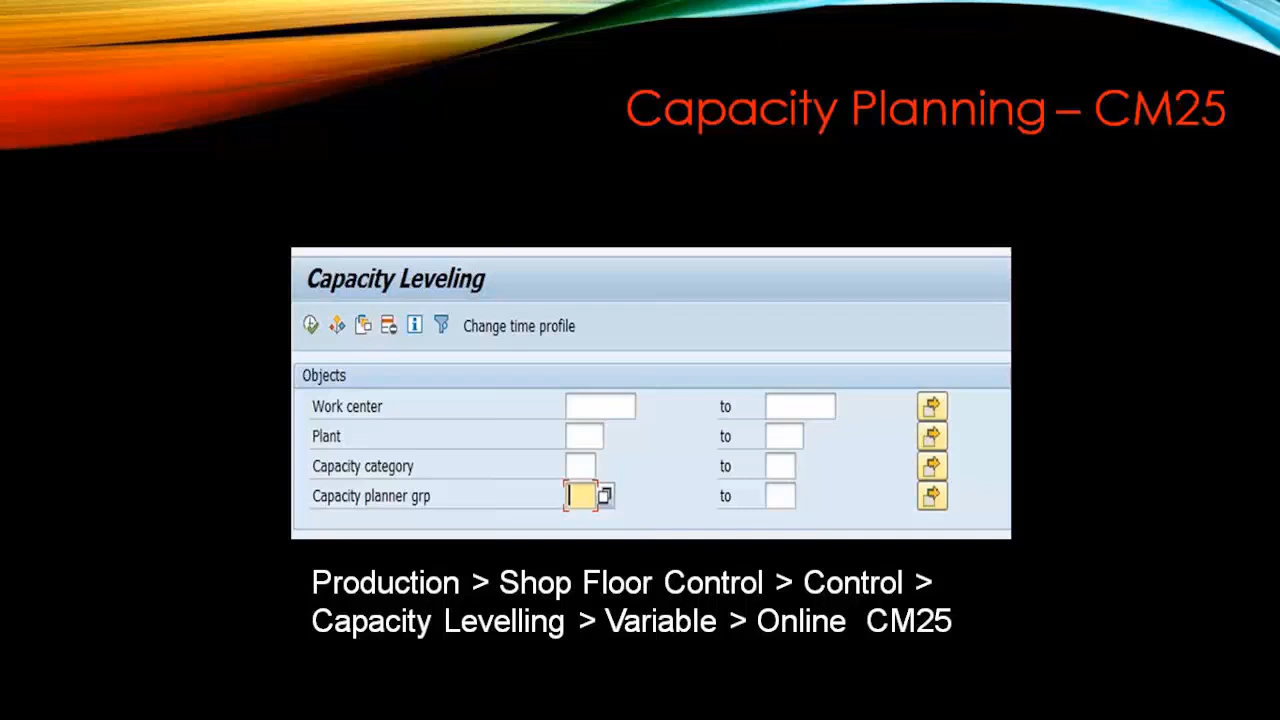 Capacity Planning – CM25
Capacity Leveling
Change time profile
Objects
Work center to
Plant to
Capacity category to
Capacity planner grp to
Production > Shop Floor Control > Control >
Capacity Levelling > Variable > Online CM25